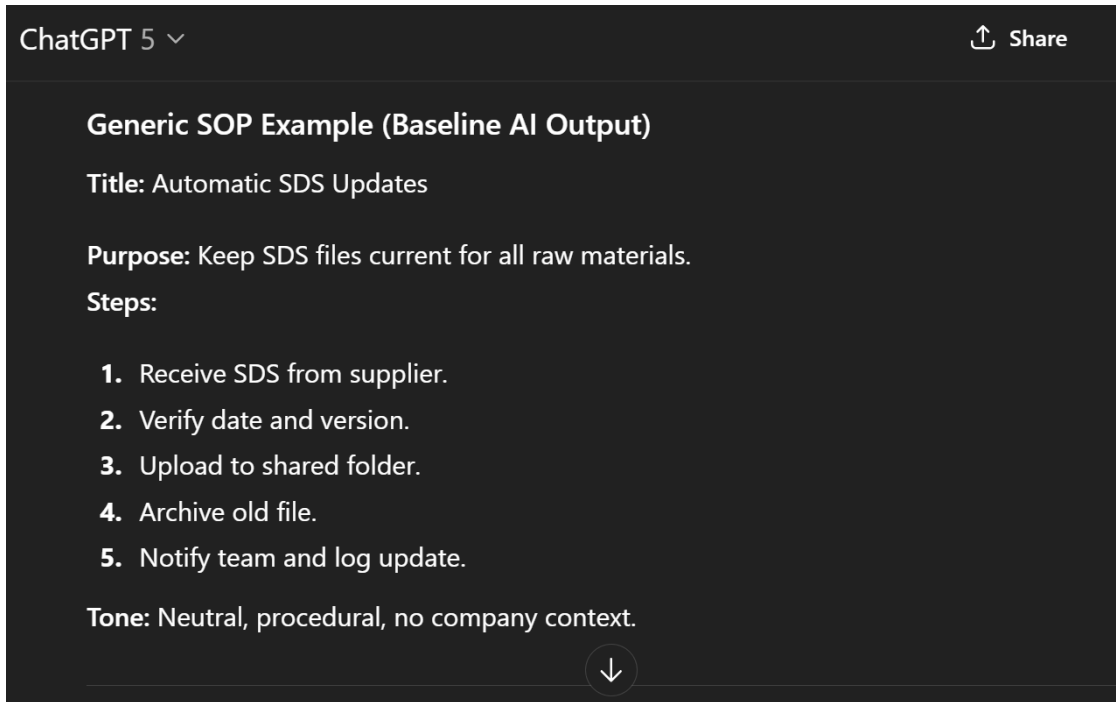 ChatGPT 5
Share
Generic SOP Example (Baseline AI Output)
Title: Automatic SDS Updates
Purpose: Keep SDS files current for all raw materials.
Steps:
1. Receive SDS from supplier.
2. Verify date and version.
3. Upload to shared folder.
4. Archive old file.
5. Notify team and log update.
Tone: Neutral, procedural, no company context.